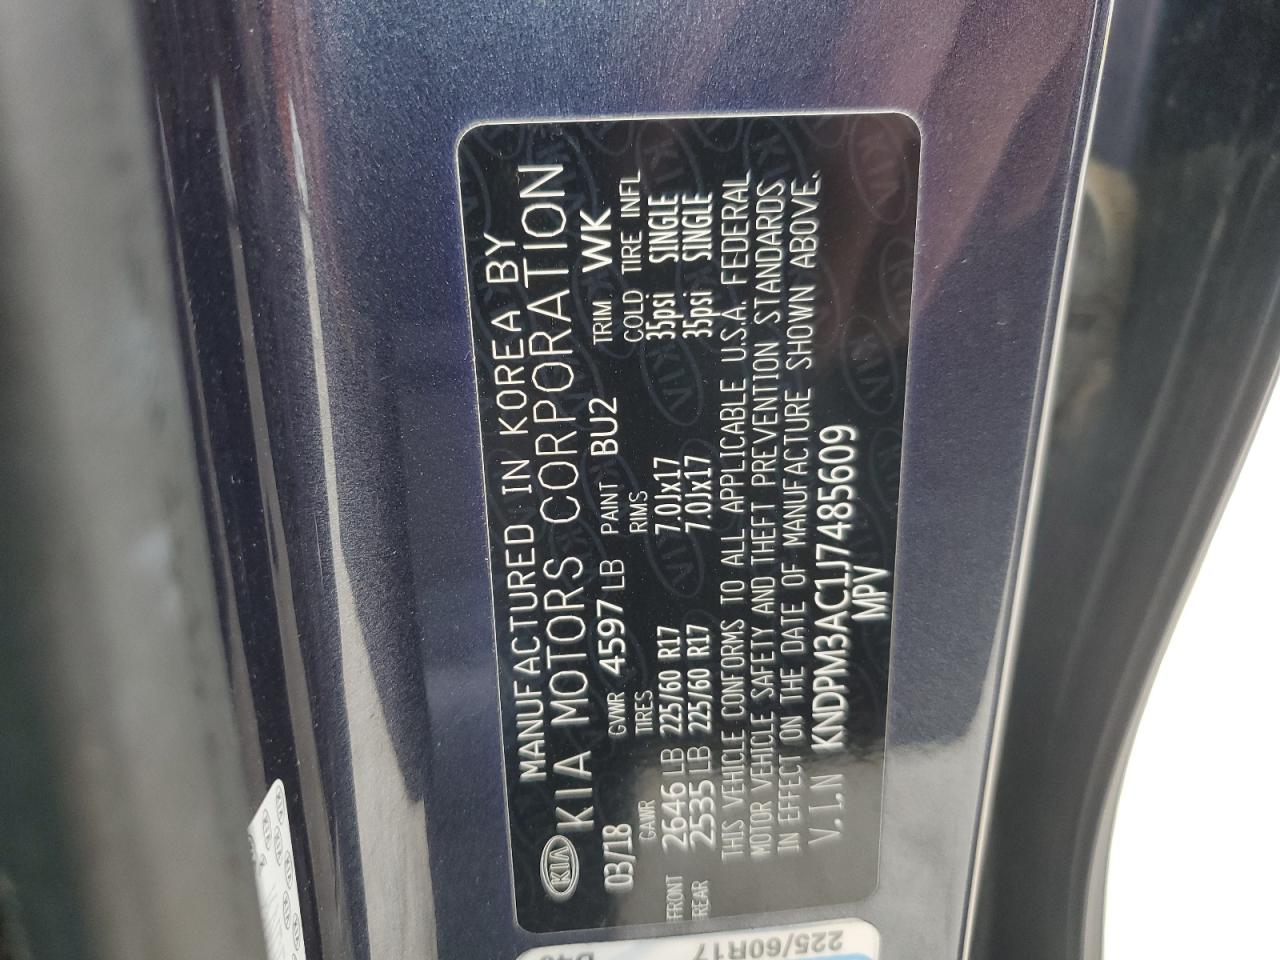 MANUFACTURED IN KOREA BY
KIA KIA MOTORS CORPORATION
03/18 GVWR 4597 LB PAINT BU2 TRIM WK
GAWR TIRES RIMS COLD TIRE INFL
FRONT 2646 LB 225/60 R17 7.0Jx17 35psi SINGLE
REAR 2535 LB 225/60 R17 7.0Jx17 35psi SINGLE
THIS VEHICLE CONFORMS TO ALL APPLICABLE U.S.A. FEDERAL
MOTOR VEHICLE SAFETY AND THEFT PREVENTION STANDARDS
IN EFFECT ON THE DATE OF MANUFACTURE SHOWN ABOVE.
V.I.N KNDPM3AC1J7485609
MPV
225/60R17